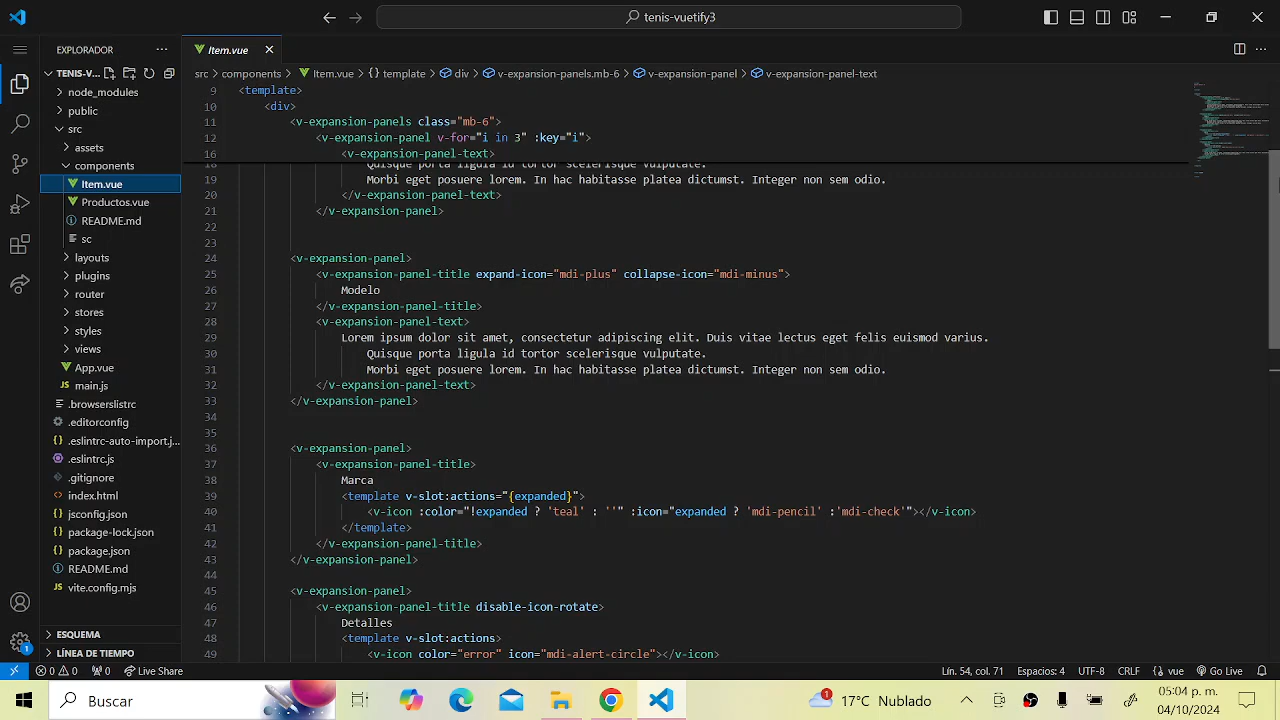 tenis-vuetify3
EXPLORADOR
Item.vue
TENIS-V...
src > components > Item.vue > {} template > div > v-expansion-panels.mb-6 > v-expansion-panel > v-expansion-panel-text
node_modules
public
src
assets
components
Item.vue
Productos.vue
README.md
sc
layouts
plugins
router
stores
styles
views
App.vue
main.js
.browserslistrc
.editorconfig
.eslintrc-auto-import.j...
.eslintrc.js
.gitignore
index.html
jsconfig.json
package-lock.json
package.json
README.md
vite.config.mjs
ESQUEMA
LÍNEA DE TIEMPO
9 <template>
10 <div>
11 <v-expansion-panels class="mb-6">
12 <v-expansion-panel v-for="i in 3" :key="i">
16 <v-expansion-panel-text>
18 Quisque porta ligula id tortor scelerisque vulputate.
19 Morbi eget posuere lorem. In hac habitasse platea dictumst. Integer non sem odio.
20 </v-expansion-panel-text>
21 </v-expansion-panel>
22
23
24 <v-expansion-panel>
25 <v-expansion-panel-title expand-icon="mdi-plus" collapse-icon="mdi-minus">
26 Modelo
27 </v-expansion-panel-title>
28 <v-expansion-panel-text>
29 Lorem ipsum dolor sit amet, consectetur adipiscing elit. Duis vitae lectus eget felis euismod varius.
30 Quisque porta ligula id tortor scelerisque vulputate.
31 Morbi eget posuere lorem. In hac habitasse platea dictumst. Integer non sem odio.
32 </v-expansion-panel-text>
33 </v-expansion-panel>
34
35
36 <v-expansion-panel>
37 <v-expansion-panel-title>
38 Marca
39 <template v-slot:actions="{expanded}">
40 <v-icon :color="!expanded ? 'teal' : ''" :icon="expanded ? 'mdi-pencil' :'mdi-check'"></v-icon>
41 </template>
42 </v-expansion-panel-title>
43 </v-expansion-panel>
44
45 <v-expansion-panel>
46 <v-expansion-panel-title disable-icon-rotate>
47 Detalles
48 <template v-slot:actions>
49 <v-icon color="error" icon="mdi-alert-circle"></v-icon>
1
0 0 0 Live Share
Lín. 54, col. 71 Espacios: 4 UTF-8 CRLF {} vue Go Live
Buscar
17°C Nublado
05:04 p. m.
04/10/2024